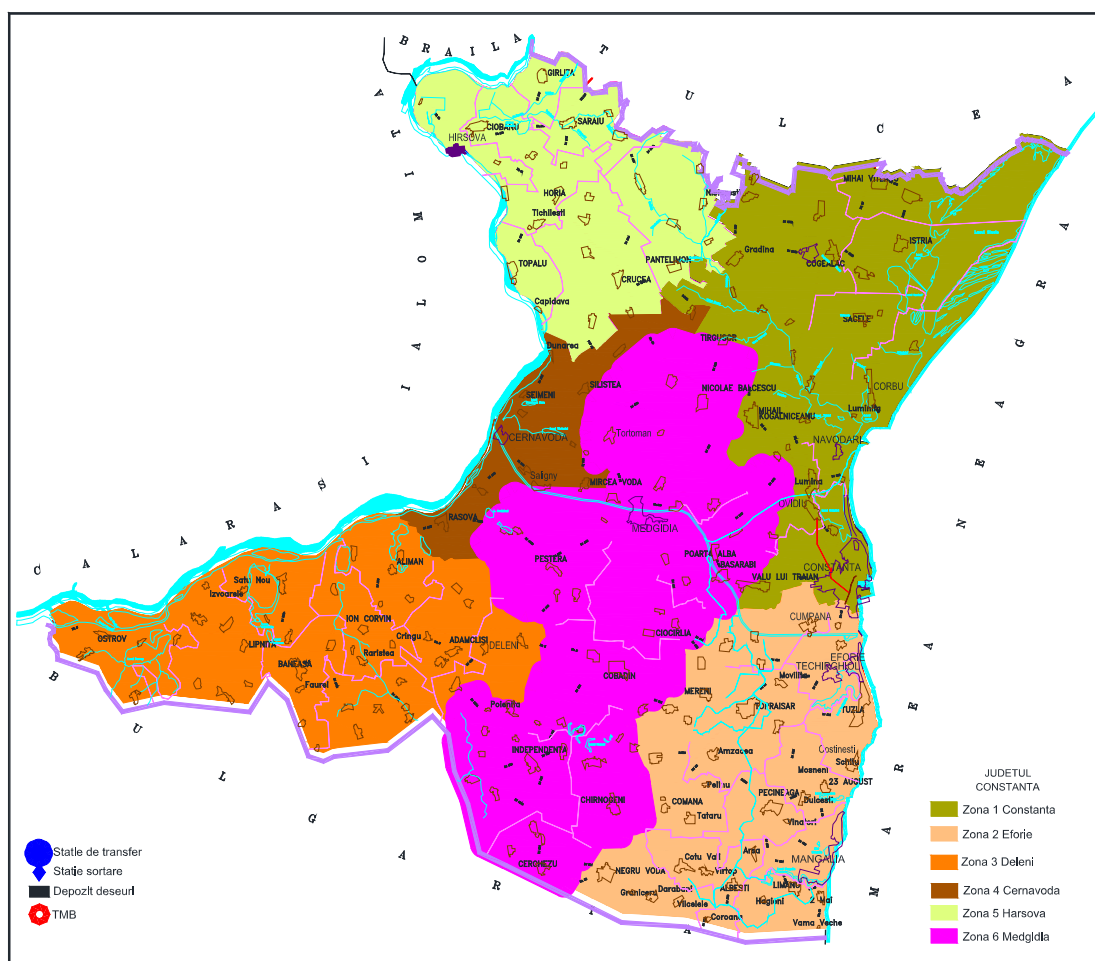 BRAILA
TULCEA
IALOMITA
CALARASI
BULGARIA
MAREA NEAGRA
GIRLITA
CIOBANU
SARAIU
HIRSOVA
HORIA
Tichilesti
TOPALU
PANTELIMON
CRUCEA
Capidava
MIHAI VITEAZU
ISTRIA
Gradina
COGEALAC
SACELE
Dunarea
TIRGUSOR
SILISTEA
SEIMENI
NICOLAE BALCESCU
CORBU
Luminita
MIHAIL
KOGALNICEANU
CERNAVODA
Tortoman
NAVODARI
Saligny
MIRCEA VODA
Lumina
OVIDIU
RASOVA
MEDGIDIA
PESTERA
POARTA ALBA
BASARABI
CONSTANTA
VALU LUI TRAIAN
ALIMAN
Satu Nou
Izvoarele
OSTROV
LIPNITA
ION CORVIN
Cringu
ADAMCLISI
DELENI
Raristea
BANEASA
Faurei
CIOCIRLIA
CUMPANA
EFORIE
TECHIRGHIOL
Movilita
COBADIN
MERENI
TOPRAISAR
TUZLA
Polenita
INDEPENDENTA
Amzacea
Costinesti
Schitu
Mosneni
23 AUGUST
Pelinu
PECINEAGA
Dulcesti
CHIRNOGENI
COMANA
Tataru
Vinatori
CERCHEZU
Cotu Vaii
Arsa
MANGALIA
NEGRU VODA
Virtop
Darabani
ALBESTI
LIMANU
Graniceru
Vilcelele
Hagieni
2 Mai
Coroana
Vama Veche
Statie de transfer
Statie sortare
Depozit deseuri
TMB
JUDETUL
CONSTANTA
Zona 1 Constanta
Zona 2 Eforie
Zona 3 Deleni
Zona 4 Cernavoda
Zona 5 Harsova
Zona 6 Medgidia